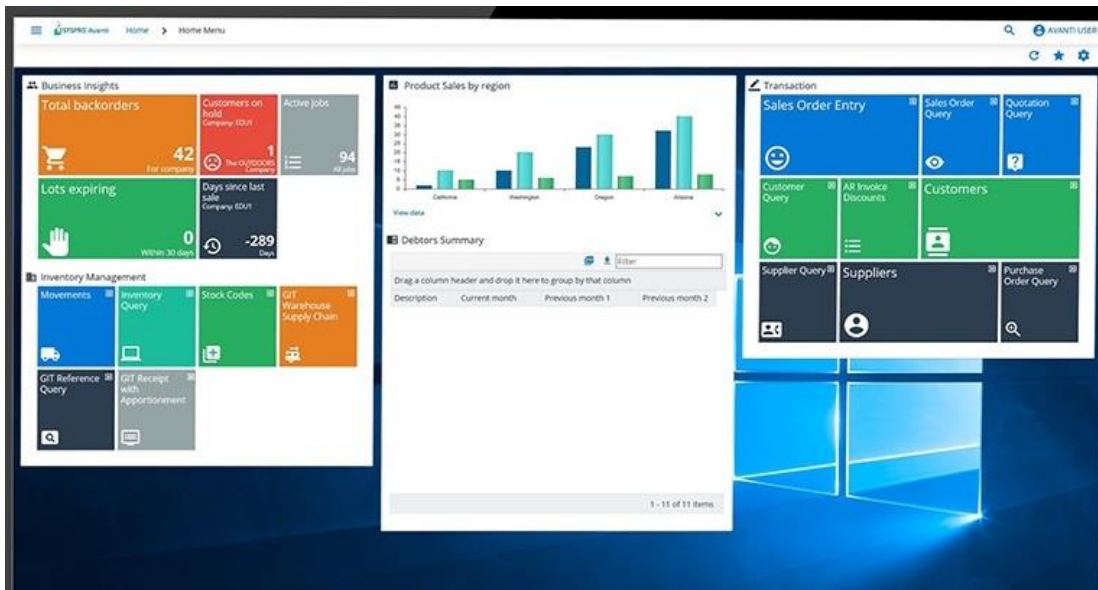 SYSPRO Avanti Home > Home Menu
AVANTI USER
Business Insights
Total backorders
42
For company
Customers on hold
Company: EDU1
1
The OUTDOORS
Company
Active Jobs
94
All jobs
Lots expiring
0
Within 30 days
Days since last
sale
Company: EDU1
-289
Days
Inventory Management
Movements
Inventory
Query
Stock Codes
GIT
Warehouse
Supply Chain
GIT Reference
Query
GIT Receipt
with
Apportionment
Product Sales by region
California Washington Oregon Arizona
View data
Debtors Summary
Filter
Drag a column header and drop it here to group by that column
Description Current month Previous month 1 Previous month 2
1 - 11 of 11 items
Transaction
Sales Order Entry
Sales Order
Query
Quotation
Query
Customer
Query
AR Invoice
Discounts
Customers
Supplier Query
Suppliers
Purchase
Order Query